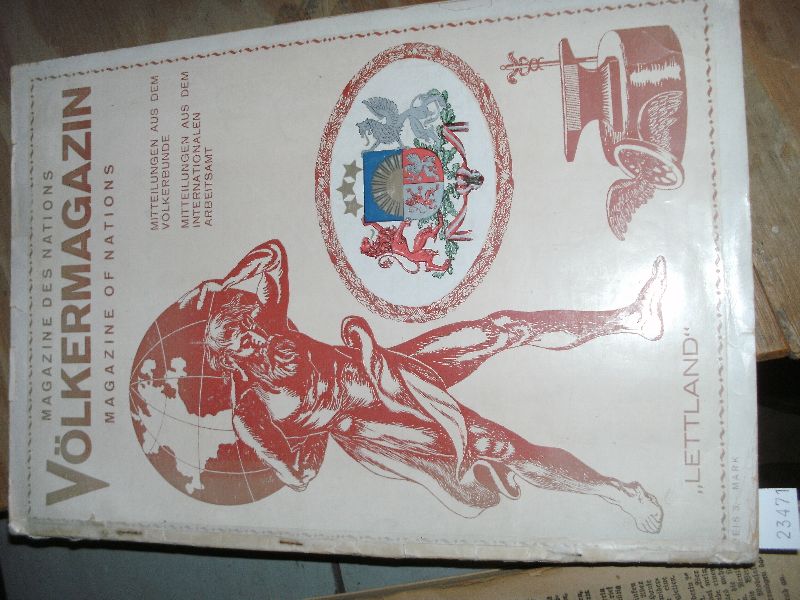 MAGAZINE DES NATIONS
VÖLKERMAGAZIN
MAGAZINE OF NATIONS
MITTEILUNGEN AUS DEM
VÖLKERBUNDE
MITTEILUNGEN AUS DEM
INTERNATIONALEN
ARBEITSAMT
„LETTLAND"
3. MARK
23471